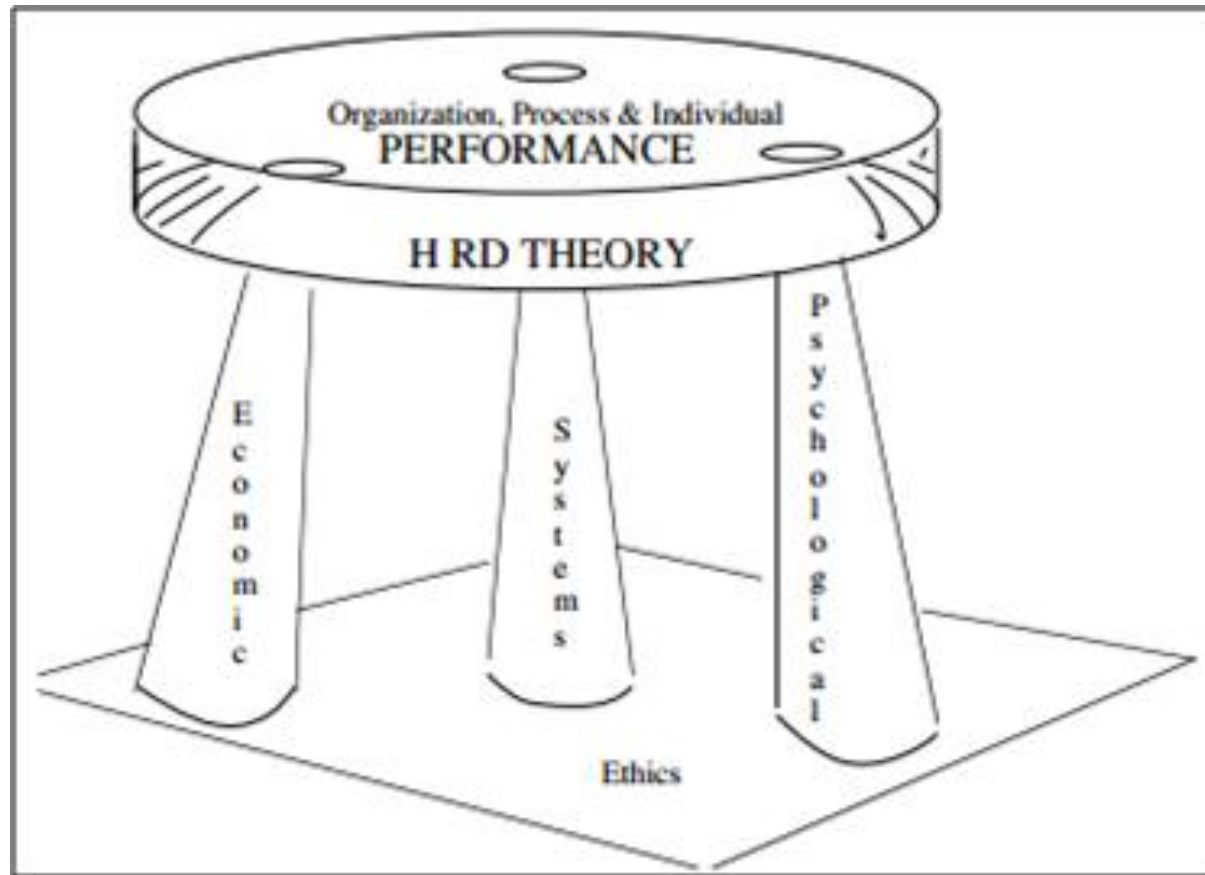 Organization, Process & Individual
PERFORMANCE
H RD THEORY
Economic
Systems
Psychological
Ethics